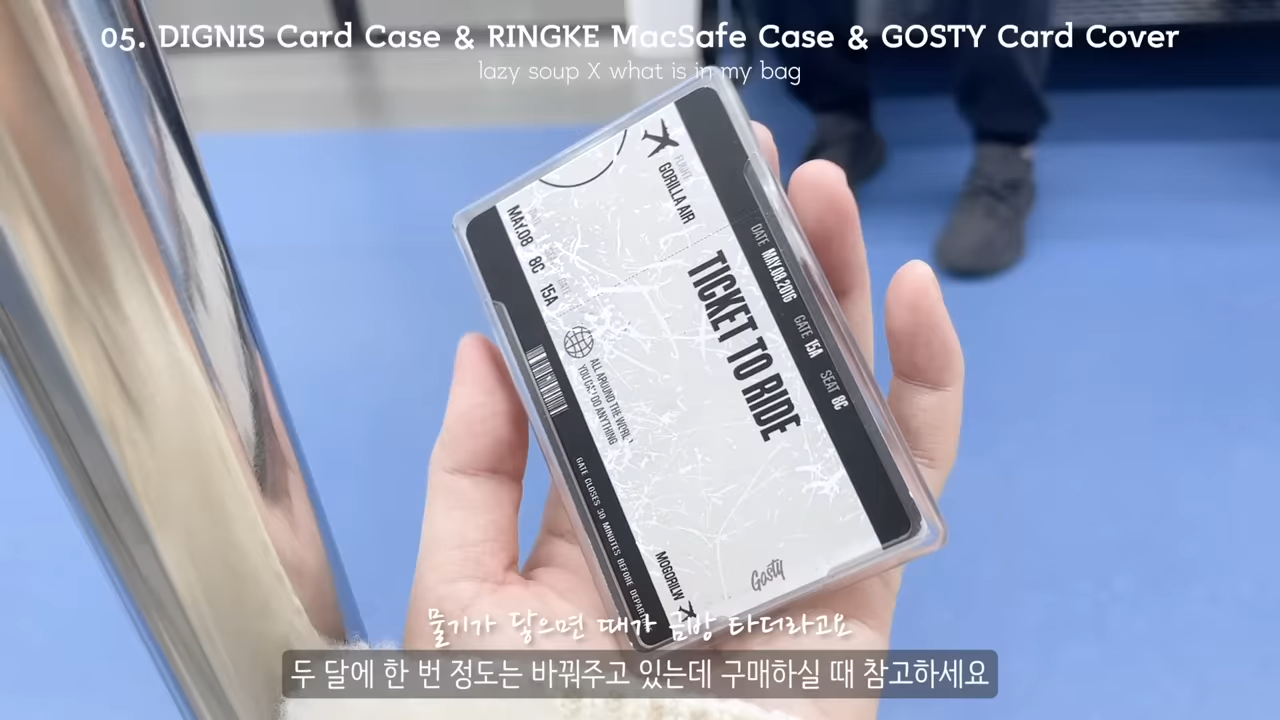 05. DIGNIS Card Case & RINGKE MacSafe Case & GOSTY Card Cover
lazy soup X what is in my bag
FLIGHT
GORILLA AIR
DATE MAY.08.2016 GATE 15A SEAT 8C
TICKET TO RIDE
DATE
MAY.08 8C 15A
GATE
ALL AROUND THE WORLD
YOU CAN DO ANYTHING
GATE CLOSES 30 MINUTES BEFORE
MOGORILW
Gosty
물기가 닿으면 때가 금방 타더라고요
두 달에 한 번 정도는 바꿔주고 있는데 구매하실 때 참고하세요